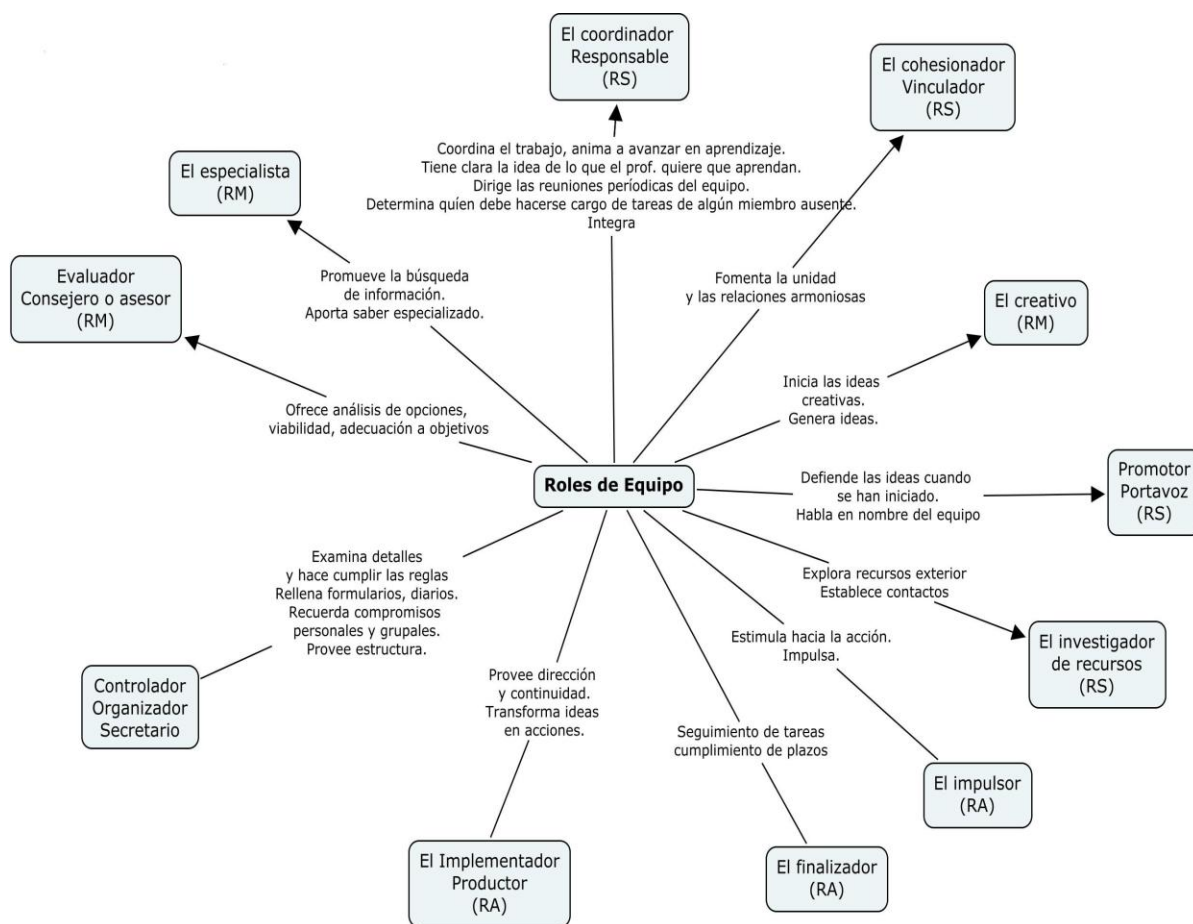 El coordinador
Responsable
(RS)
El cohesionador
Vinculador
(RS)
Coordina el trabajo, anima a avanzar en aprendizaje.
Tiene clara la idea de lo que el prof. quiere que aprendan.
Dirige las reuniones períodicas del equipo.
Determina quíen debe hacerse cargo de tareas de algún miembro ausente.
Integra
El especialista
(RM)
Promueve la búsqueda
de información.
Aporta saber especializado.
Fomenta la unidad
y las relaciones armoniosas
Evaluador
Consejero o asesor
(RM)
El creativo
(RM)
Ofrece análisis de opciones,
viabilidad, adecuación a objetivos
Inicia las ideas
creativas.
Genera ideas.
Roles de Equipo
Defiende las ideas cuando
se han iniciado.
Habla en nombre del equipo
Promotor
Portavoz
(RS)
Examina detalles
y hace cumplir las reglas
Rellena formularios, diarios.
Recuerda compromisos
personales y grupales.
Provee estructura.
Explora recursos exterior
Establece contactos
Estimula hacia la acción.
Impulsa.
El investigador
de recursos
(RS)
Controlador
Organizador
Secretario
Provee dirección
y continuidad.
Transforma ideas
en acciones.
Seguimiento de tareas
cumplimiento de plazos
El impulsor
(RA)
El Implementador
Productor
(RA)
El finalizador
(RA)